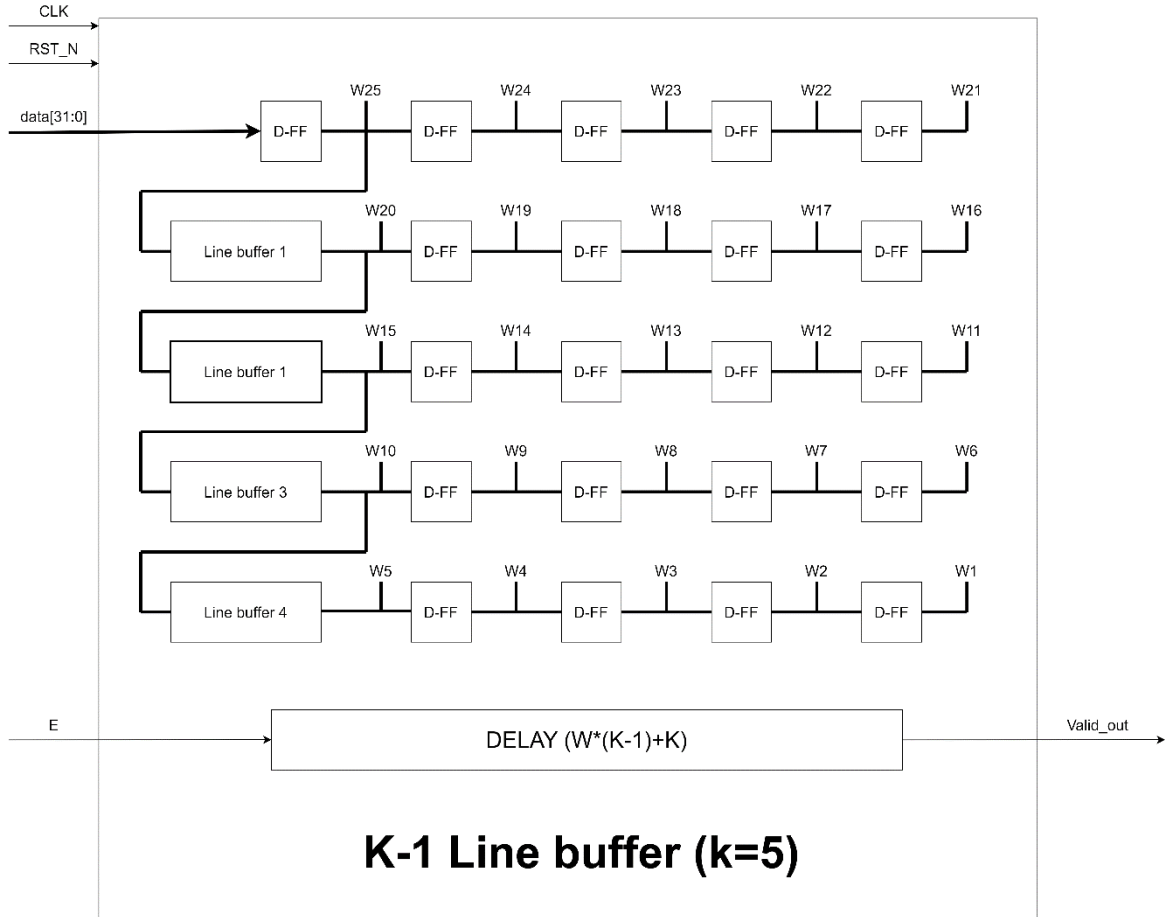 CLK
RST_N
data[31:0]
W25 W24 W23 W22 W21
D-FF D-FF D-FF D-FF D-FF
W20 W19 W18 W17 W16
Line buffer 1 D-FF D-FF D-FF D-FF
W15 W14 W13 W12 W11
Line buffer 1 D-FF D-FF D-FF D-FF
W10 W9 W8 W7 W6
Line buffer 3 D-FF D-FF D-FF D-FF
W5 W4 W3 W2 W1
Line buffer 4 D-FF D-FF D-FF D-FF
E DELAY (W*(K-1)+K) Valid_out
K-1 Line buffer (k=5)